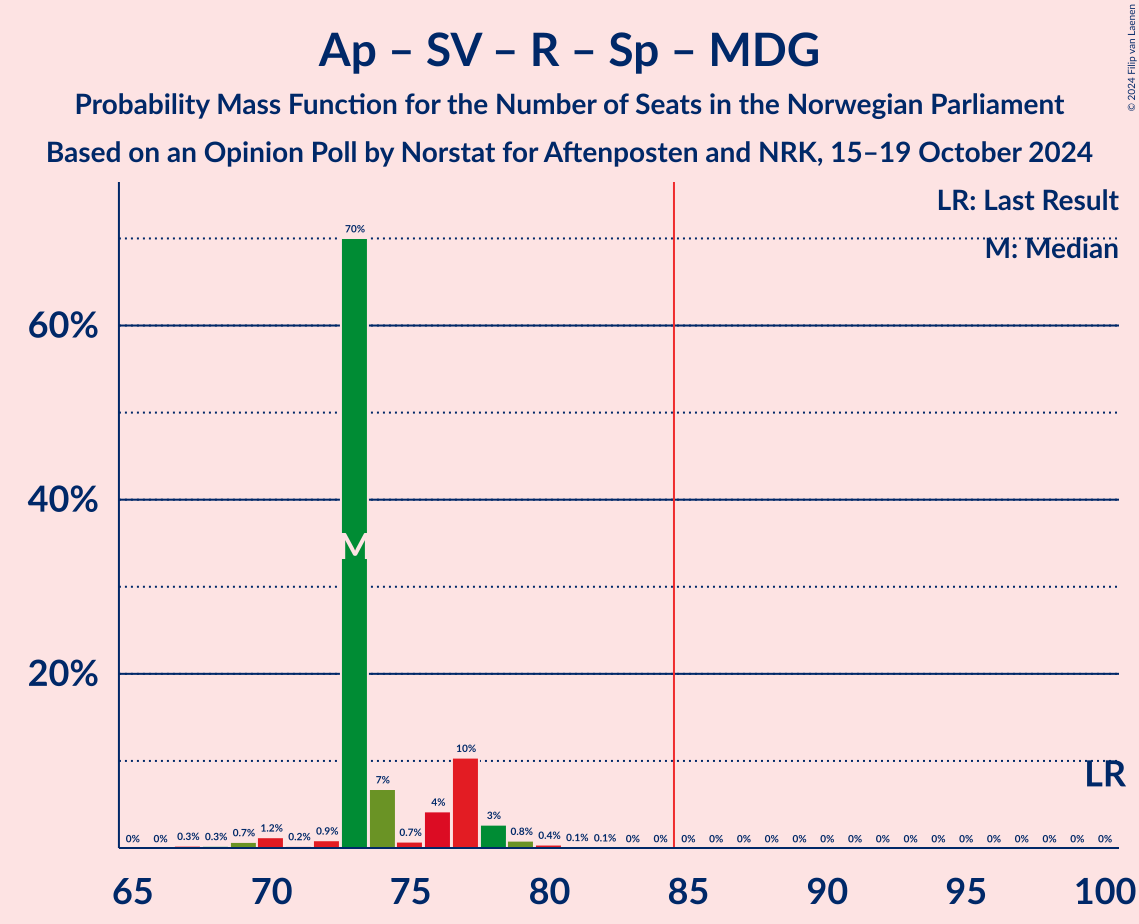 Ap – SV – R – Sp – MDG
Probability Mass Function for the Number of Seats in the Norwegian Parliament
Based on an Opinion Poll by Norstat for Aftenposten and NRK, 15–19 October 2024
© 2024 Filip van Laenen
LR: Last Result
M: Median
60%
40%
20%
0% 0% 0.3% 0.3% 0.7% 1.2% 0.2% 0.9% 70% 7% 0.7% 4% 10% 3% 0.8% 0.4% 0.1% 0.1% 0% 0% 0% 0% 0% 0% 0% 0% 0% 0% 0% 0% 0% 0% 0% 0% 0% 0%
M
LR
65 70 75 80 85 90 95 100